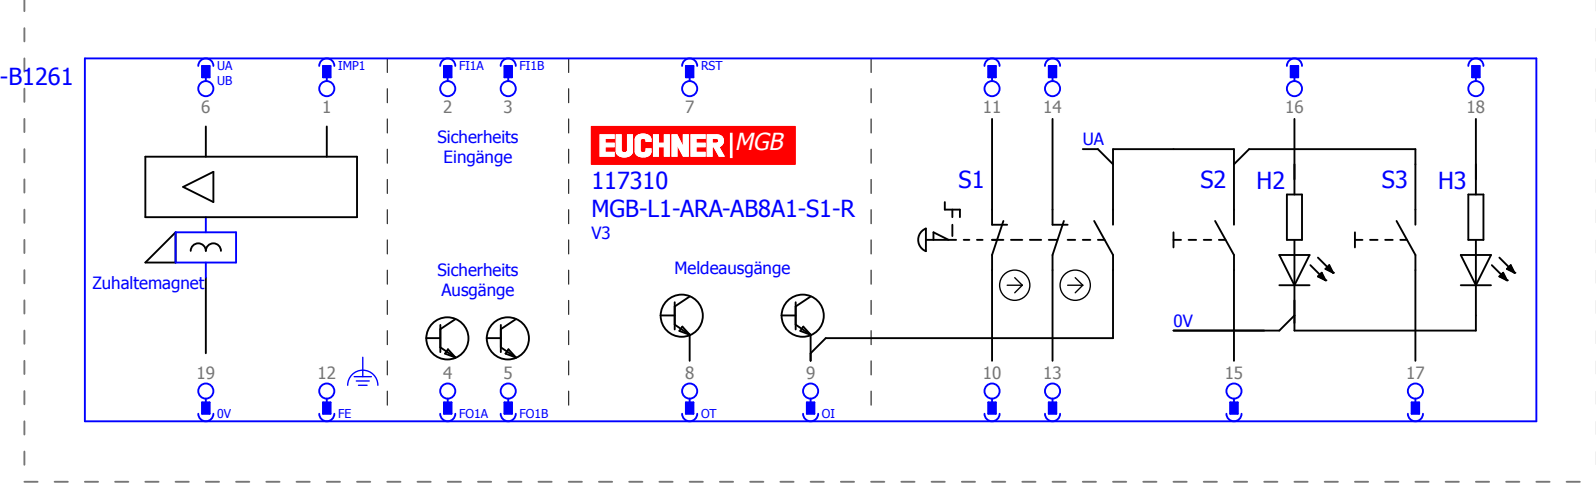 -B1261
UA
UB
IMP1
FI1A
FI1B
RST
6
1
2
3
7
11
14
16
18
Sicherheits
Eingänge
EUCHNER|MGB
117310
MGB-L1-ARA-AB8A1-S1-R
V3
UA
S1
S2
H2
S3
H3
Zuhaltemagnet
Sicherheits
Ausgänge
Meldeausgänge
0V
19
12
4
5
8
9
10
13
15
17
0V
FE
FO1A
FO1B
OT
OI